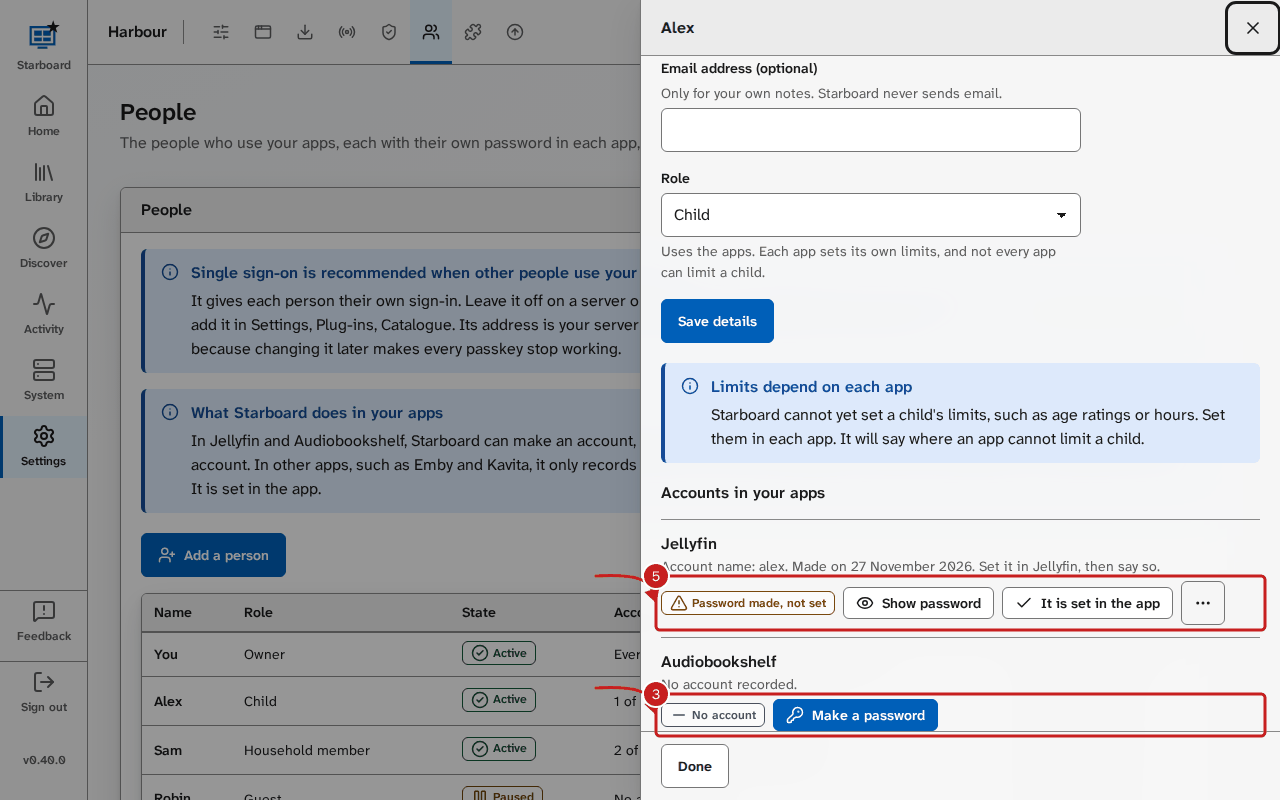 Starboard
Home
Library
Discover
Activity
System
Settings
Feedback
Sign out
v0.40.0
Harbour
People
The people who use your apps, each with their own password in each app,
People
Single sign-on is recommended when other people use your
It gives each person their own sign-in. Leave it off on a server o
add it in Settings, Plug-ins, Catalogue. Its address is your server
because changing it later makes every passkey stop working.
What Starboard does in your apps
In Jellyfin and Audiobookshelf, Starboard can make an account,
account. In other apps, such as Emby and Kavita, it only records
It is set in the app.
Add a person
Name Role State Acco
You Owner Active Ever
Alex Child Active 1 of
Sam Household member Active 2 of
Robin Guest Paused No a
Alex
Email address (optional)
Only for your own notes. Starboard never sends email.
Role
Child
Uses the apps. Each app sets its own limits, and not every app
can limit a child.
Save details
Limits depend on each app
Starboard cannot yet set a child's limits, such as age ratings or hours. Set
them in each app. It will say where an app cannot limit a child.
Accounts in your apps
Jellyfin
Account name: alex. Made on 27 November 2026. Set it in Jellyfin, then say so.
5
Password made, not set Show password It is set in the app
Audiobookshelf
No account recorded.
3
No account Make a password
Done